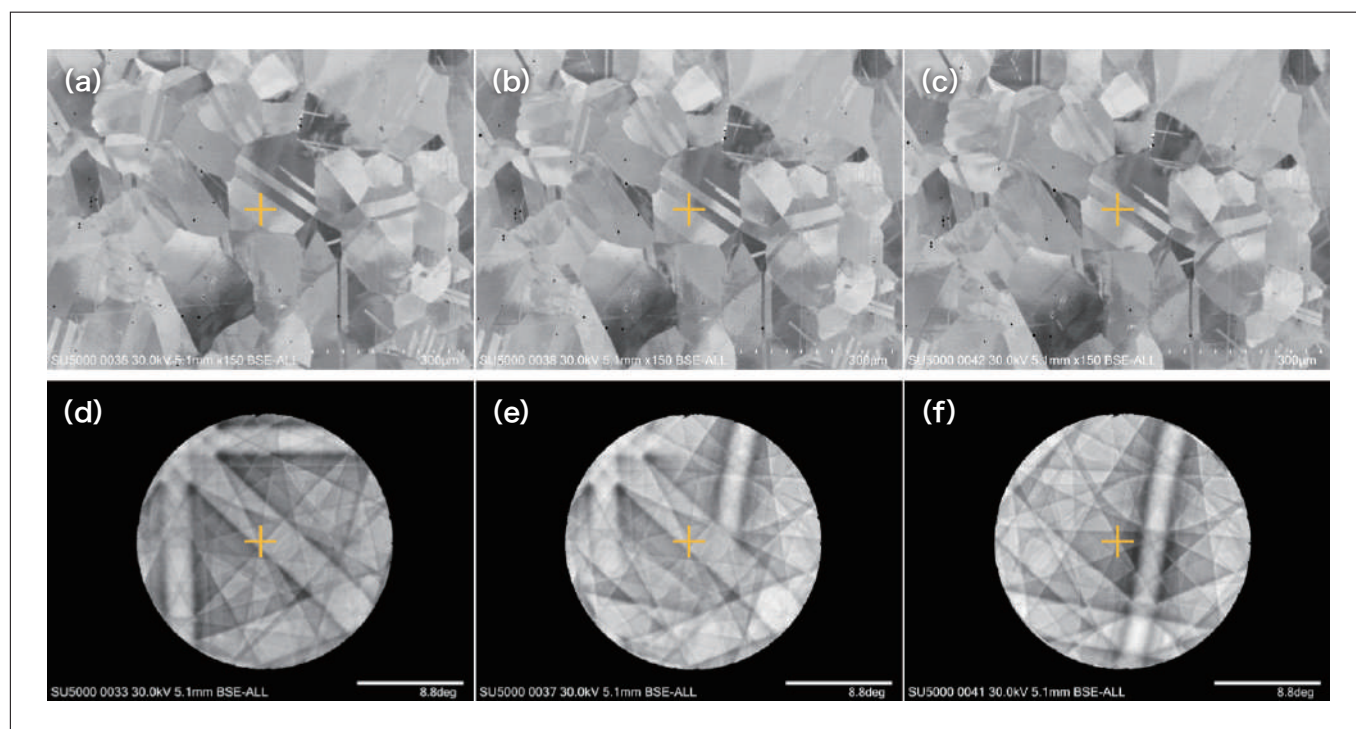 (a)
(b)
(c)
SU5000 0036 30.0kV 5.1mm x150 BSE-ALL 300μm
SU5000 0038 30.0kV 5.1mm x150 BSE-ALL 300μm
SU5000 0042 30.0kV 5.1mm x150 BSE-ALL 300μm
(d)
(e)
(f)
SU5000 0033 30.0kV 5.1mm BSE-ALL 8.8deg
SU5000 0037 30.0kV 5.1mm BSE-ALL 8.8deg
SU5000 0041 30.0kV 5.1mm BSE-ALL 8.8deg